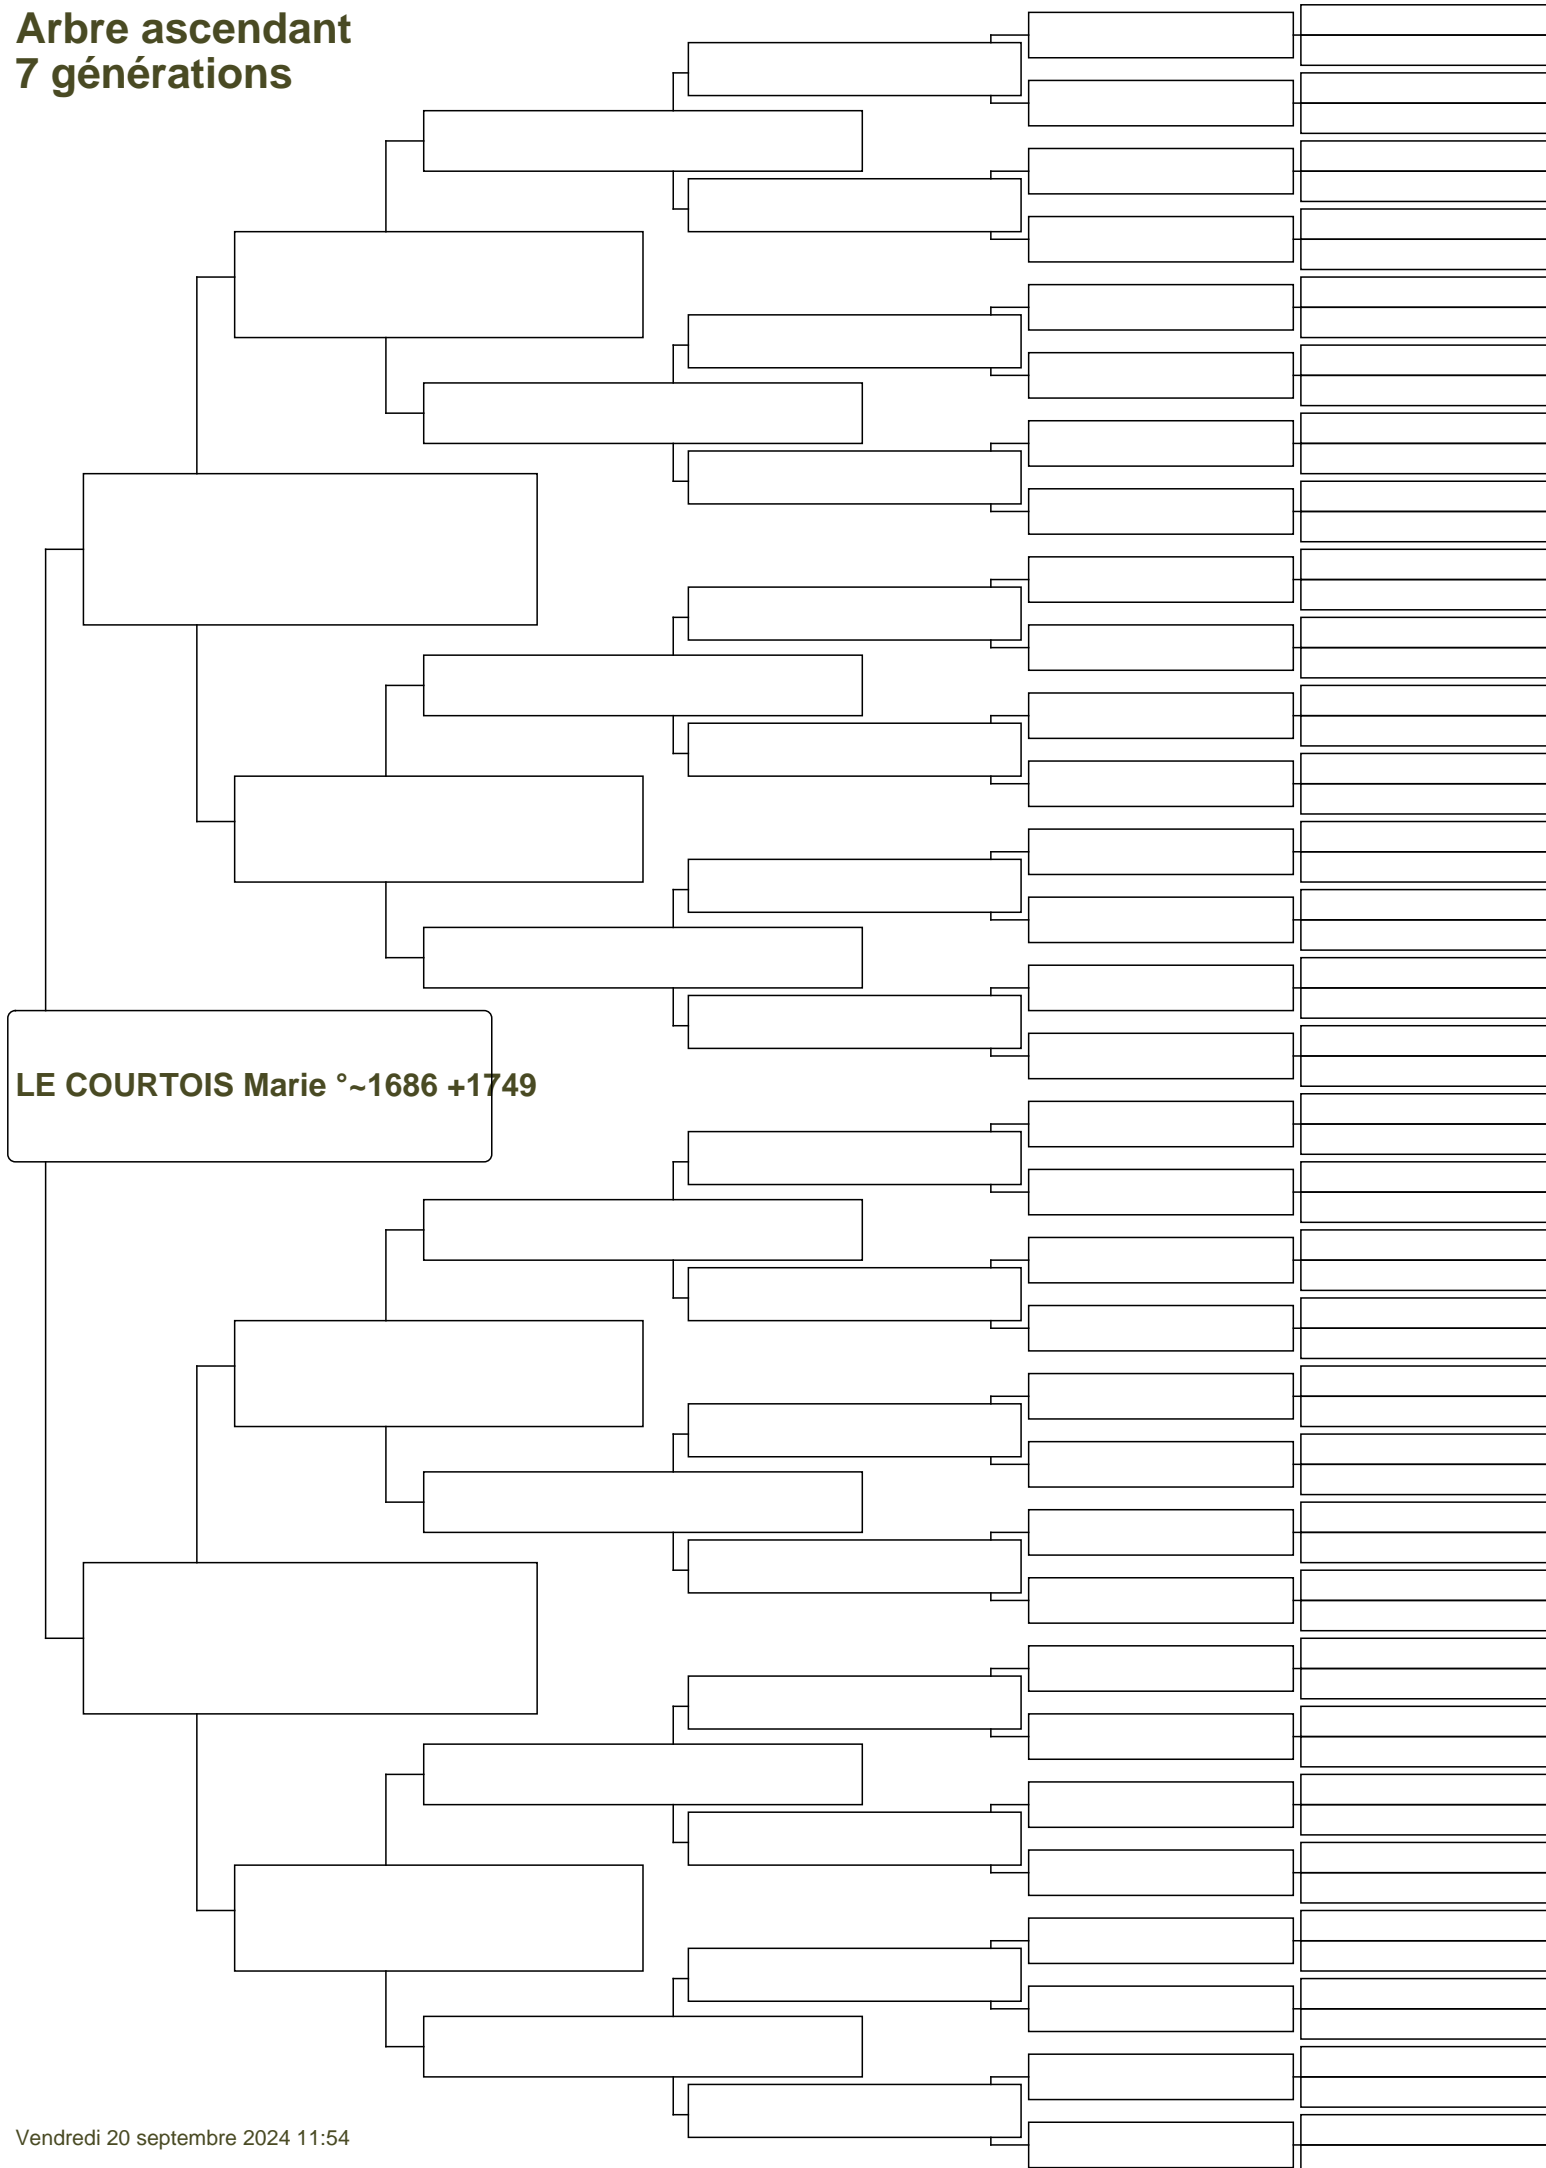 Arbre ascendant
7 générations
LE COURTOIS Marie °~1686 +1749
Vendredi 20 septembre 2024 11:54